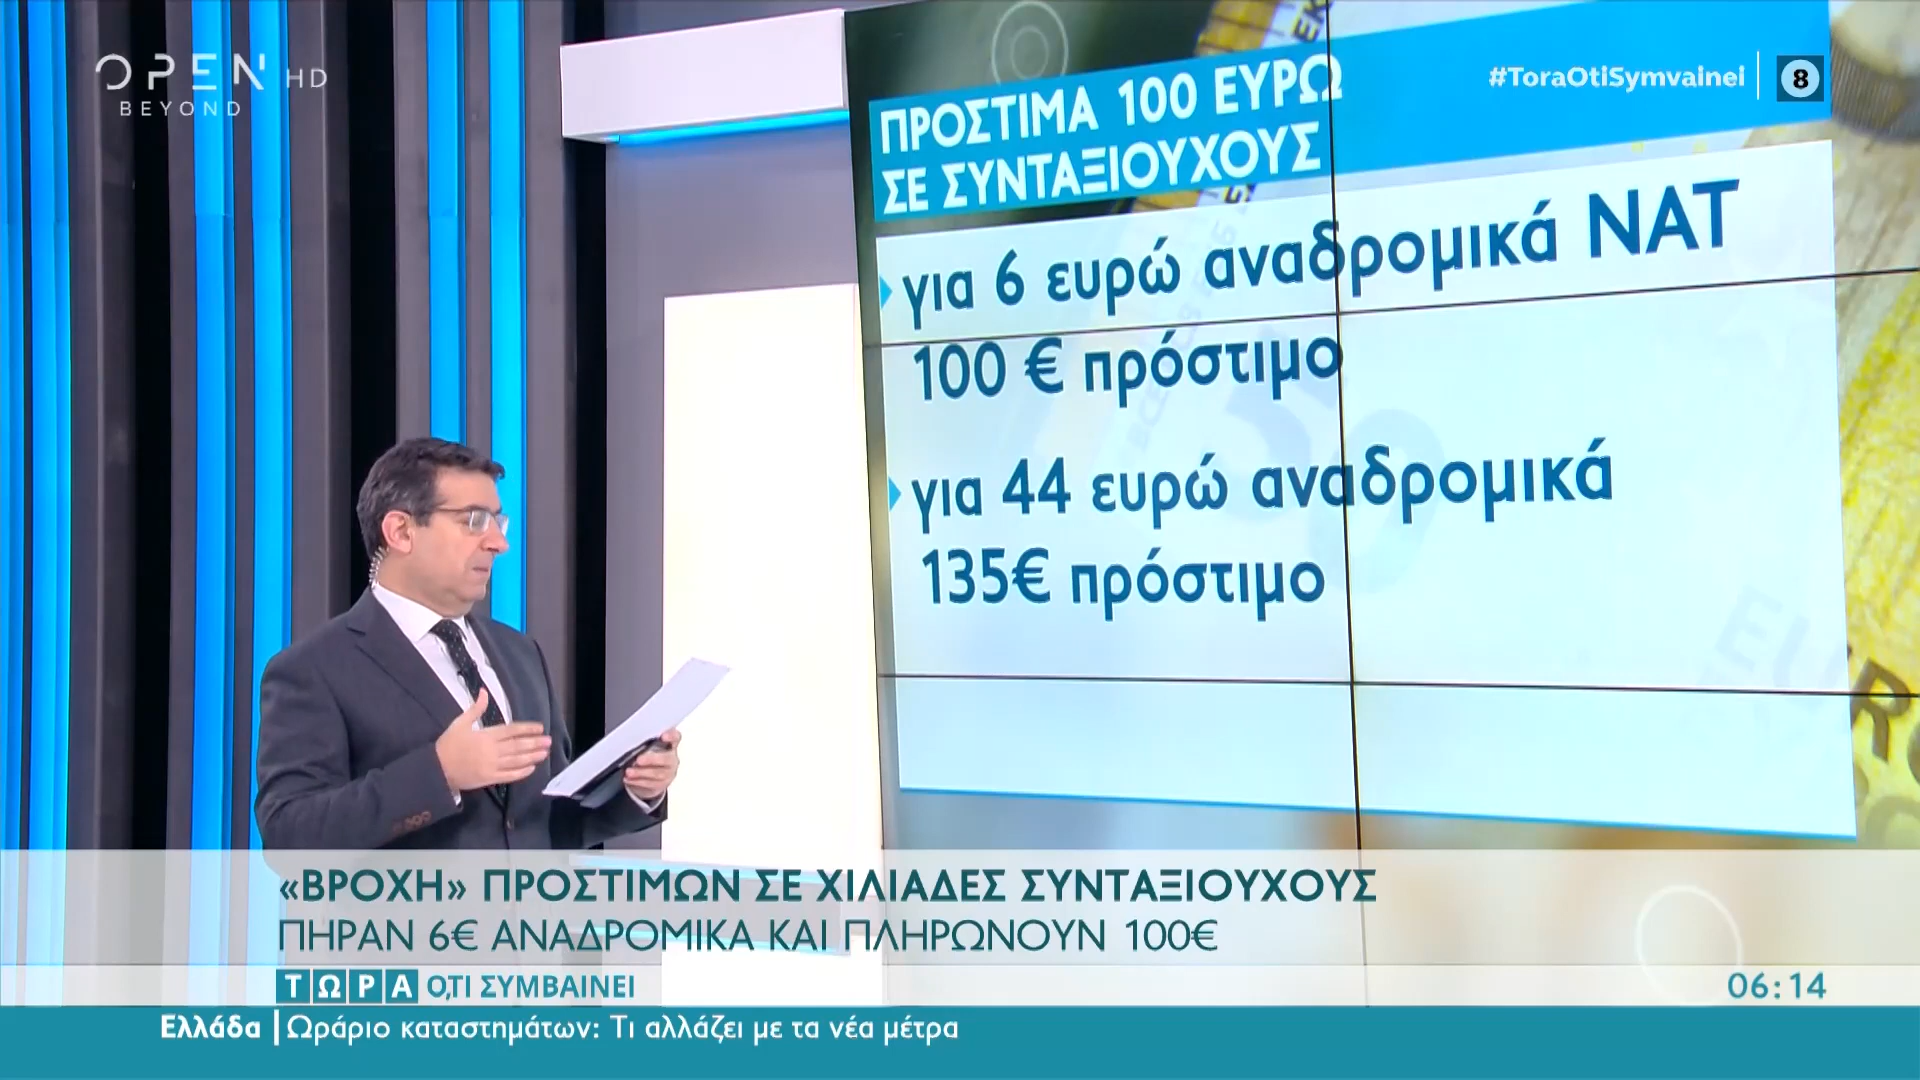 OPEN HD
BEYOND
#ToraOtiSymvainei
8
ΠΡΟΣΤΙΜΑ 100 ΕΥΡΩ
ΣΕ ΣΥΝΤΑΞΙΟΥΧΟΥΣ
για 6 ευρώ αναδρομικά ΝΑΤ
100 € πρόστιμο
για 44 ευρώ αναδρομικά
135€ πρόστιμο
«ΒΡΟΧΗ» ΠΡΟΣΤΙΜΩΝ ΣΕ ΧΙΛΙΑΔΕΣ ΣΥΝΤΑΞΙΟΥΧΟΥΣ
ΠΗΡΑΝ 6€ ΑΝΑΔΡΟΜΙΚΑ ΚΑΙ ΠΛΗΡΩΝΟΥΝ 100€
ΤΩΡΑ Ο,ΤΙ ΣΥΜΒΑΙΝΕΙ
06:14
Ελλάδα | Ωράριο καταστημάτων: Τι αλλάζει με τα νέα μέτρα